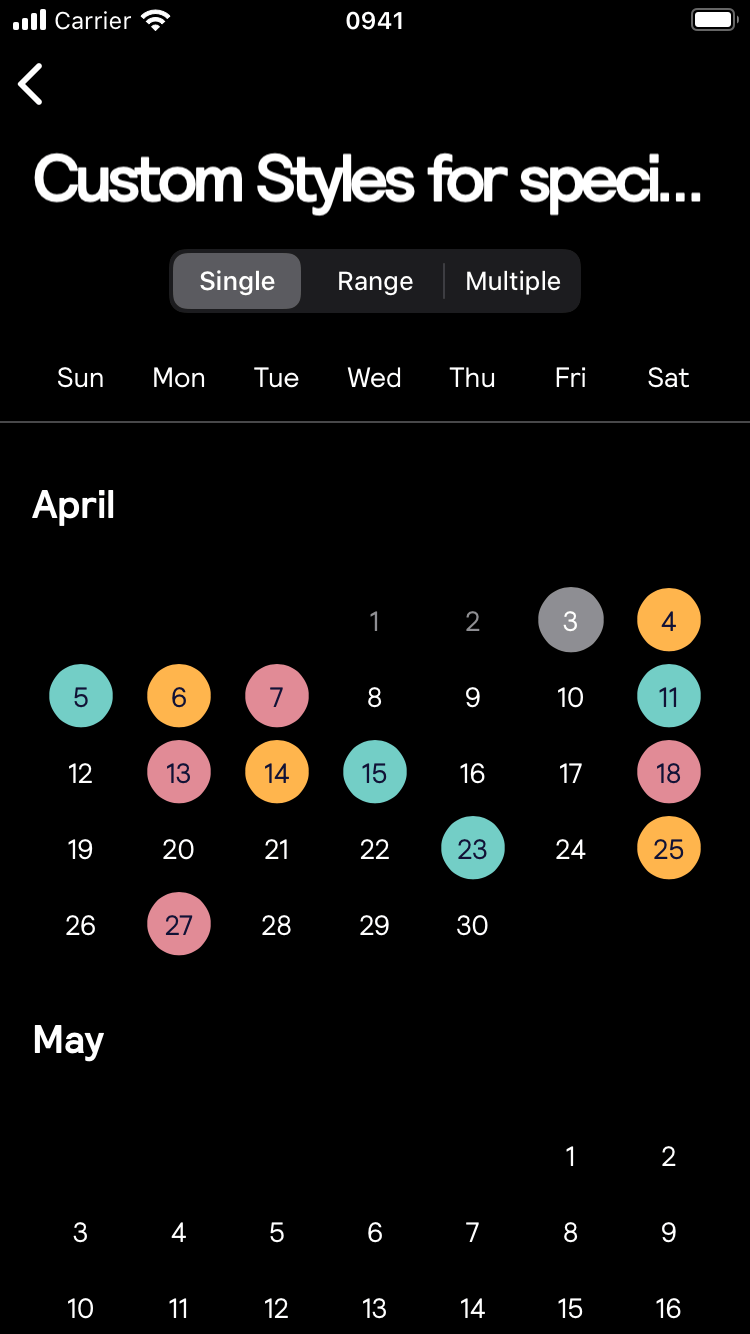 Carrier 0941
Custom Styles for speci...
Single Range Multiple
Sun Mon Tue Wed Thu Fri Sat
April
1 2 3 4
5 6 7 8 9 10 11
12 13 14 15 16 17 18
19 20 21 22 23 24 25
26 27 28 29 30
May
1 2
3 4 5 6 7 8 9
10 11 12 13 14 15 16